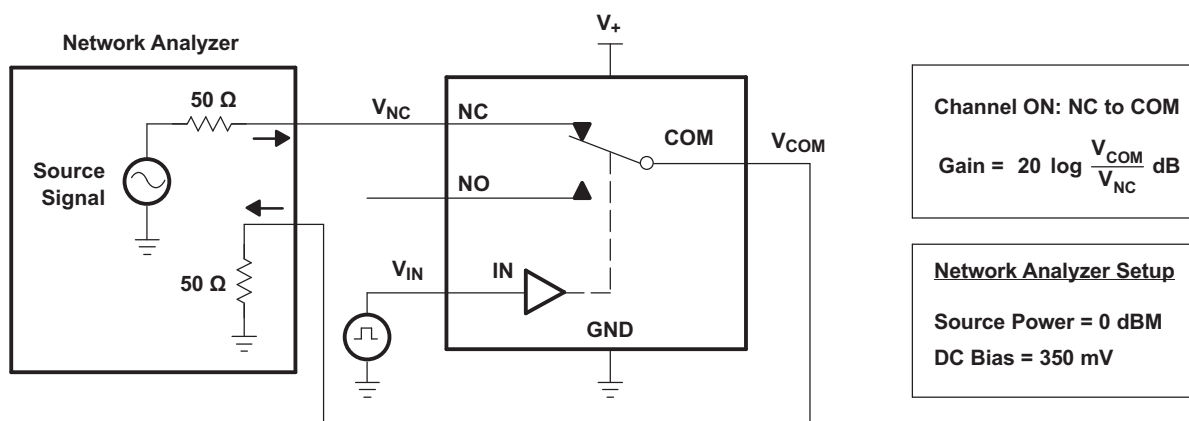 Network Analyzer
50 Ω
Source
Signal
50 Ω
V+
VNC
NC
COM
VCOM
NO
VIN
IN
GND
Channel ON: NC to COM
Gain = 20 log VCOM/VNC dB
Network Analyzer Setup
Source Power = 0 dBM
DC Bias = 350 mV